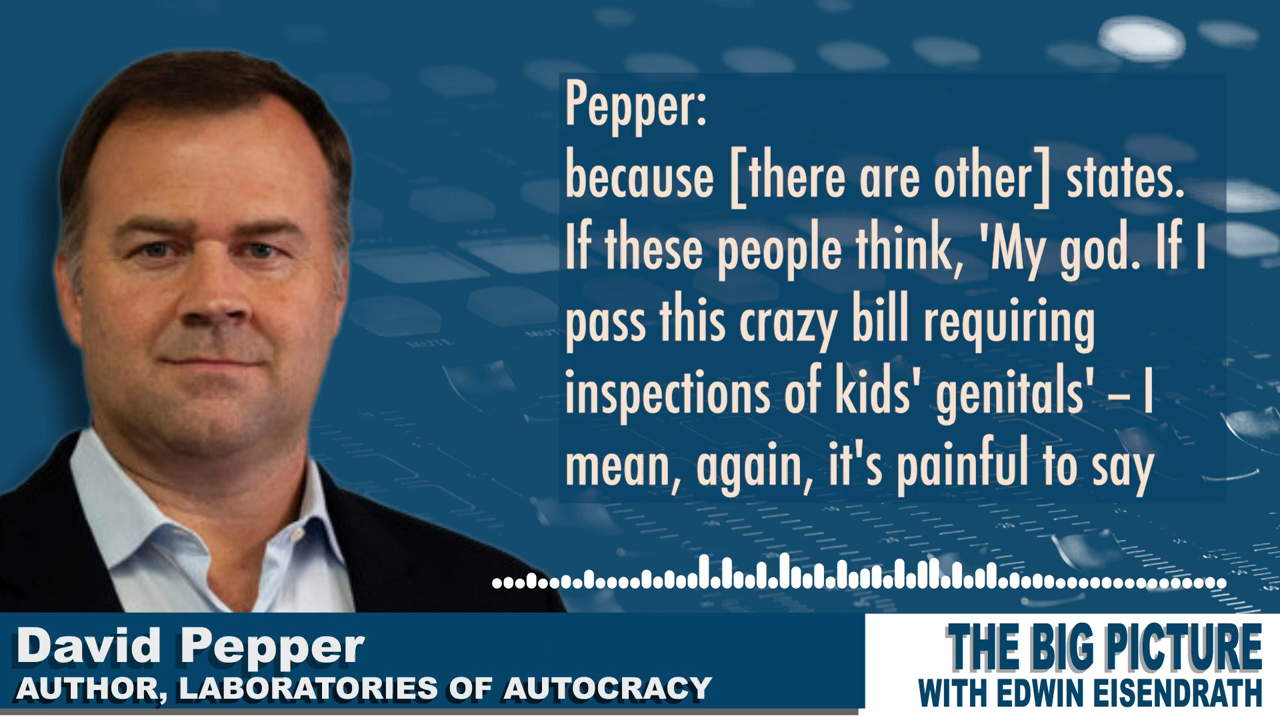 Pepper:
because [there are other] states.
If these people think, 'My god. If I
pass this crazy bill requiring
inspections of kids' genitals' – I
mean, again, it's painful to say
MUTE
David Pepper
AUTHOR, LABORATORIES OF AUTOCRACY
THE BIG PICTURE
WITH EDWIN EISENDRATH